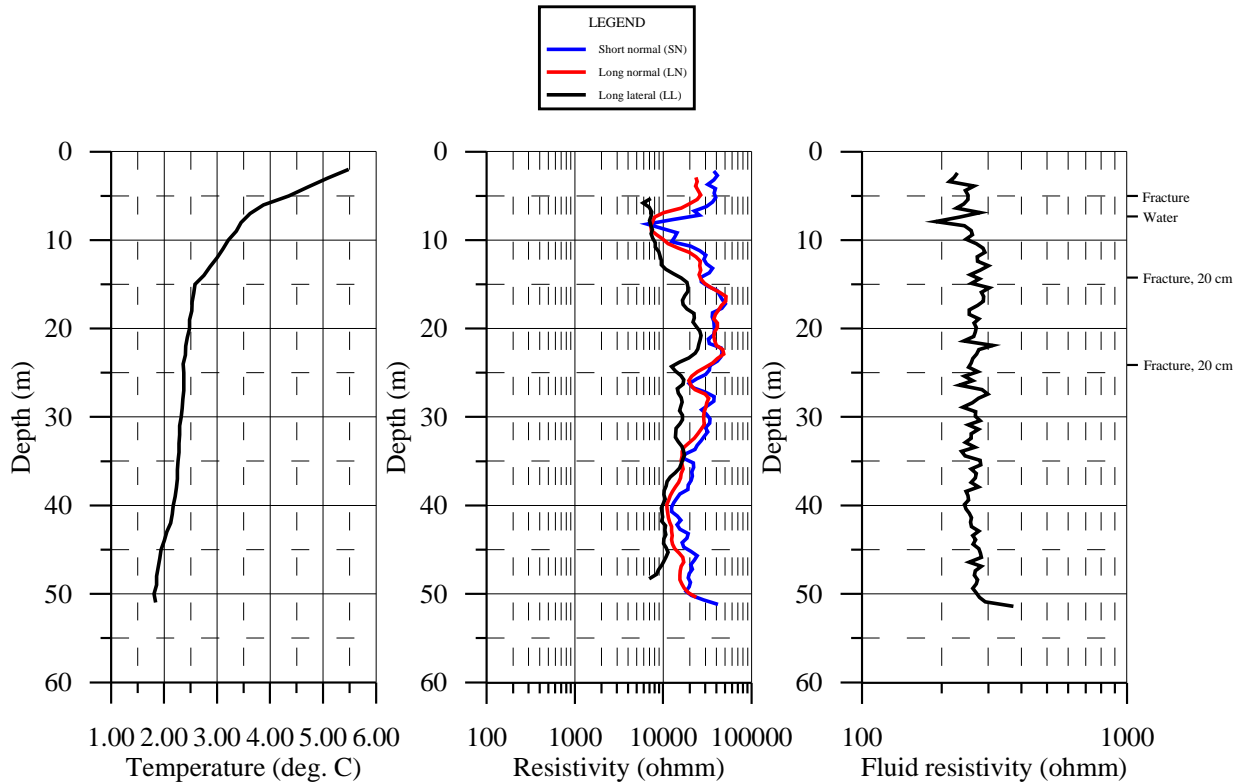 LEGEND
Short normal (SN)
Long normal (LN)
Long lateral (LL)
0
10
20
30
40
50
60
Depth (m)
1.00 2.00 3.00 4.00 5.00 6.00
Temperature (deg. C)
0
10
20
30
40
50
60
Depth (m)
100 1000 10000 100000
Resistivity (ohmm)
0
10
20
30
40
50
60
Depth (m)
100 1000
Fluid resistivity (ohmm)
Fracture
Water
Fracture, 20 cm
Fracture, 20 cm